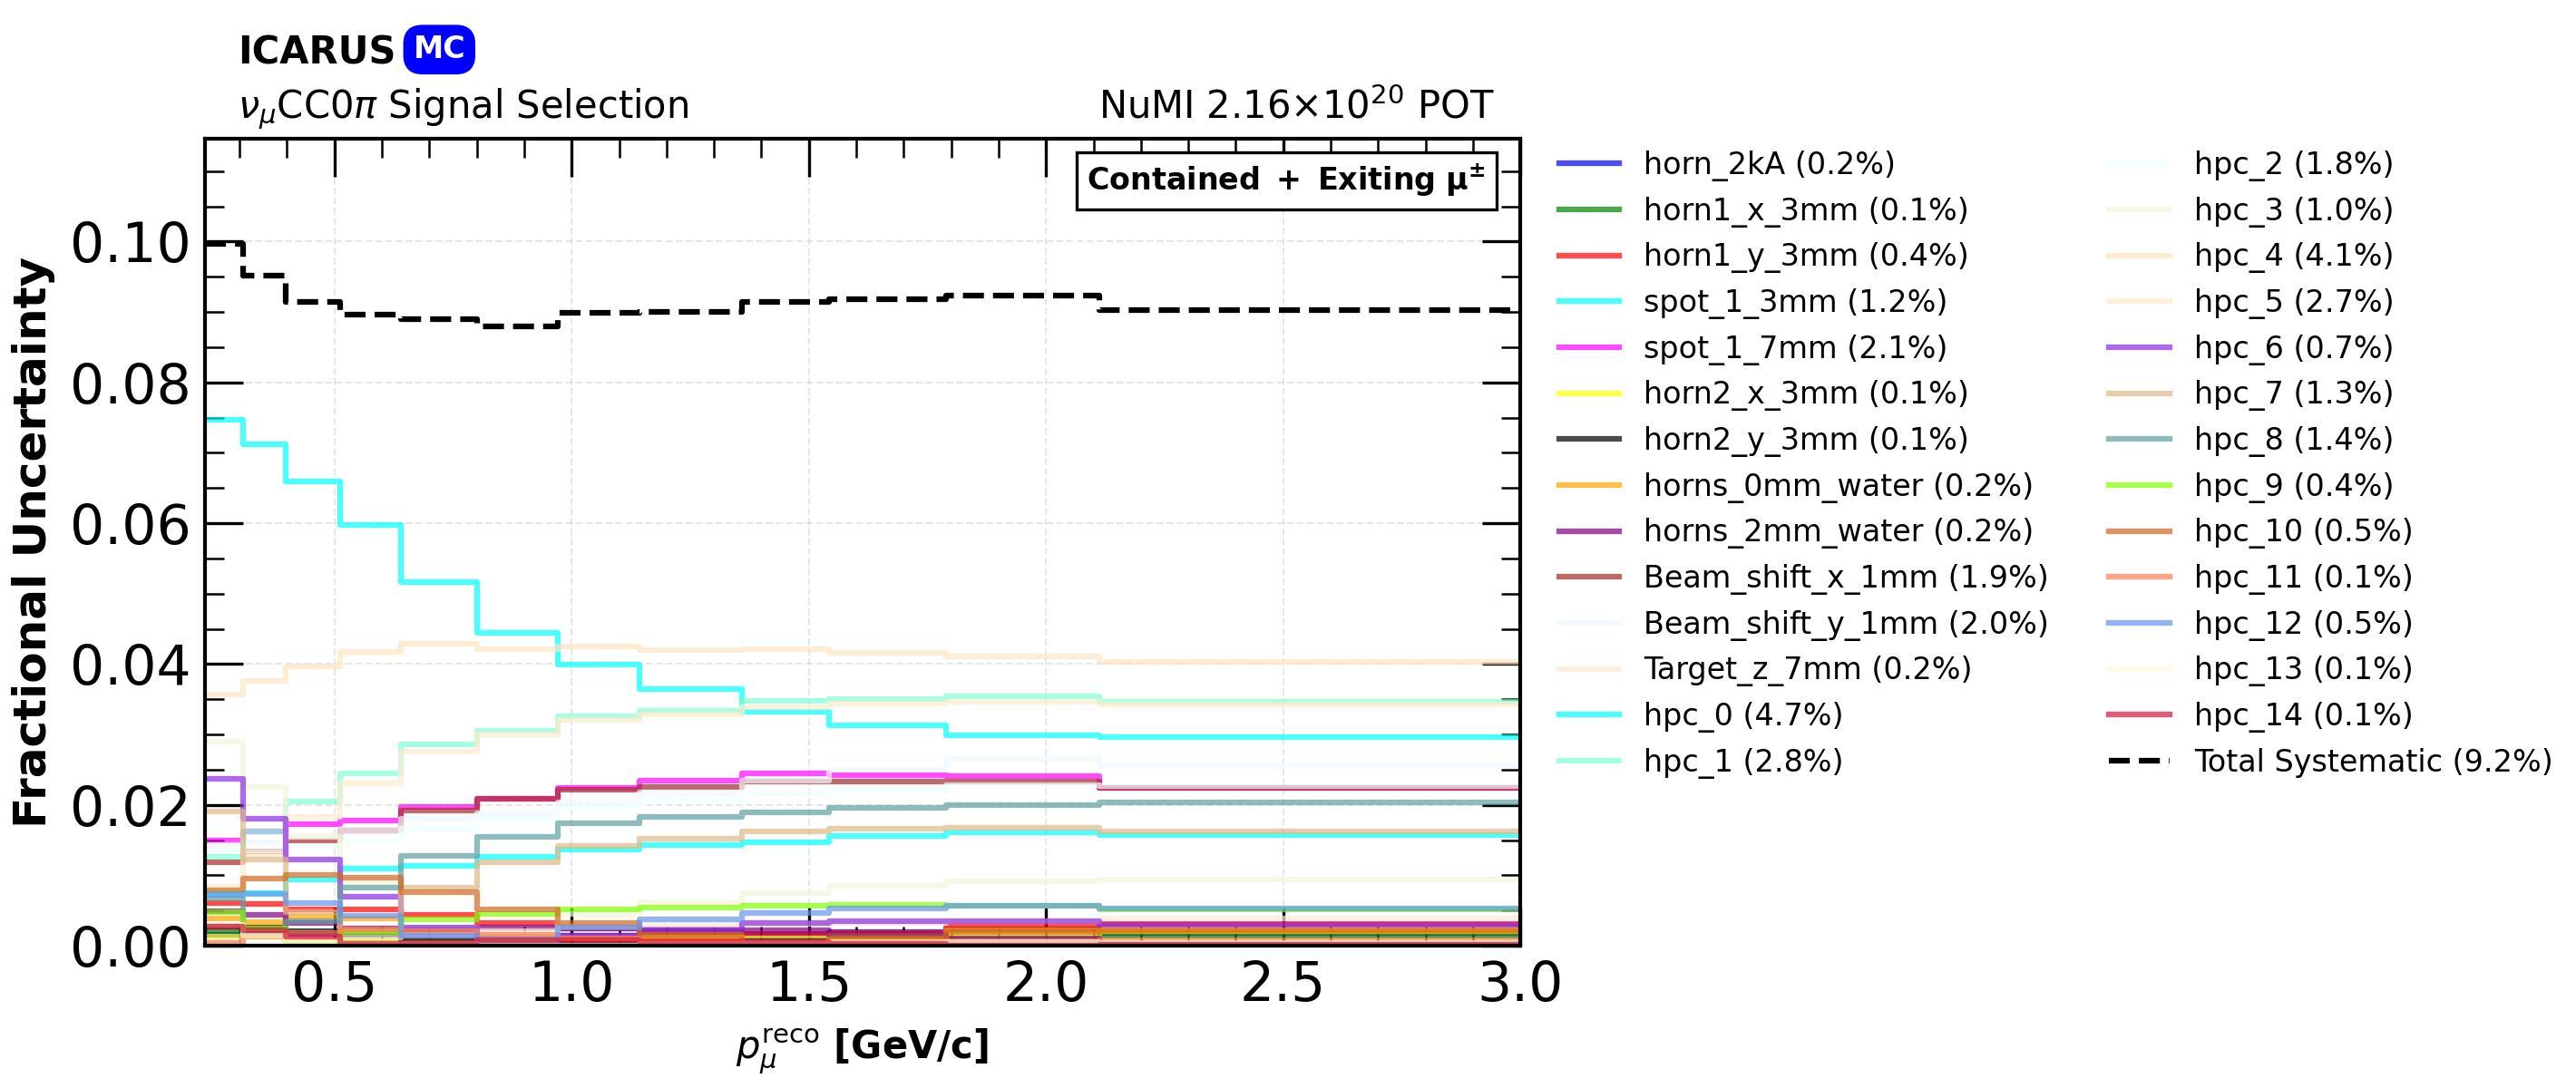 ICARUS MC
νμCC0π Signal Selection
NuMI 2.16×10²⁰ POT
Contained + Exiting μ±
Fractional Uncertainty
0.10
0.08
0.06
0.04
0.02
0.00
0.5 1.0 1.5 2.0 2.5 3.0
pμ^reco [GeV/c]
horn_2kA (0.2%)
horn1_x_3mm (0.1%)
horn1_y_3mm (0.4%)
spot_1_3mm (1.2%)
spot_1_7mm (2.1%)
horn2_x_3mm (0.1%)
horn2_y_3mm (0.1%)
horns_0mm_water (0.2%)
horns_2mm_water (0.2%)
Beam_shift_x_1mm (1.9%)
Beam_shift_y_1mm (2.0%)
Target_z_7mm (0.2%)
hpc_0 (4.7%)
hpc_1 (2.8%)
hpc_2 (1.8%)
hpc_3 (1.0%)
hpc_4 (4.1%)
hpc_5 (2.7%)
hpc_6 (0.7%)
hpc_7 (1.3%)
hpc_8 (1.4%)
hpc_9 (0.4%)
hpc_10 (0.5%)
hpc_11 (0.1%)
hpc_12 (0.5%)
hpc_13 (0.1%)
hpc_14 (0.1%)
Total Systematic (9.2%)